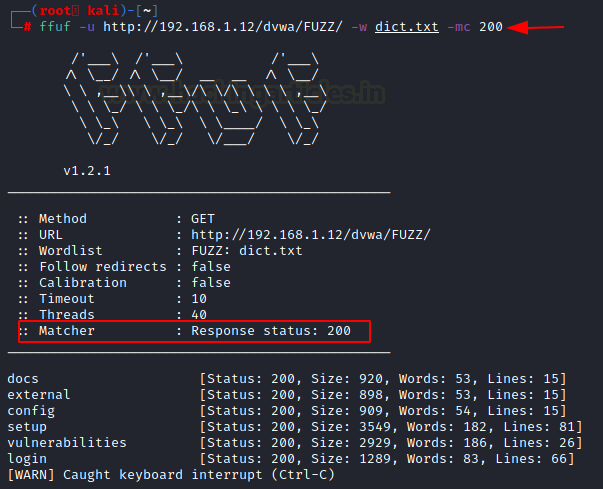 (root kali)-[~]
# ffuf -u http://192.168.1.12/dvwa/FUZZ/ -w dict.txt -mc 200
v1.2.1
:: Method : GET
:: URL : http://192.168.1.12/dvwa/FUZZ/
:: Wordlist : FUZZ: dict.txt
:: Follow redirects : false
:: Calibration : false
:: Timeout : 10
:: Threads : 40
:: Matcher : Response status: 200
docs [Status: 200, Size: 920, Words: 53, Lines: 15]
external [Status: 200, Size: 898, Words: 53, Lines: 15]
config [Status: 200, Size: 909, Words: 54, Lines: 15]
setup [Status: 200, Size: 3549, Words: 182, Lines: 81]
vulnerabilities [Status: 200, Size: 2929, Words: 186, Lines: 26]
login [Status: 200, Size: 1289, Words: 83, Lines: 66]
[WARN] Caught keyboard interrupt (Ctrl-C)